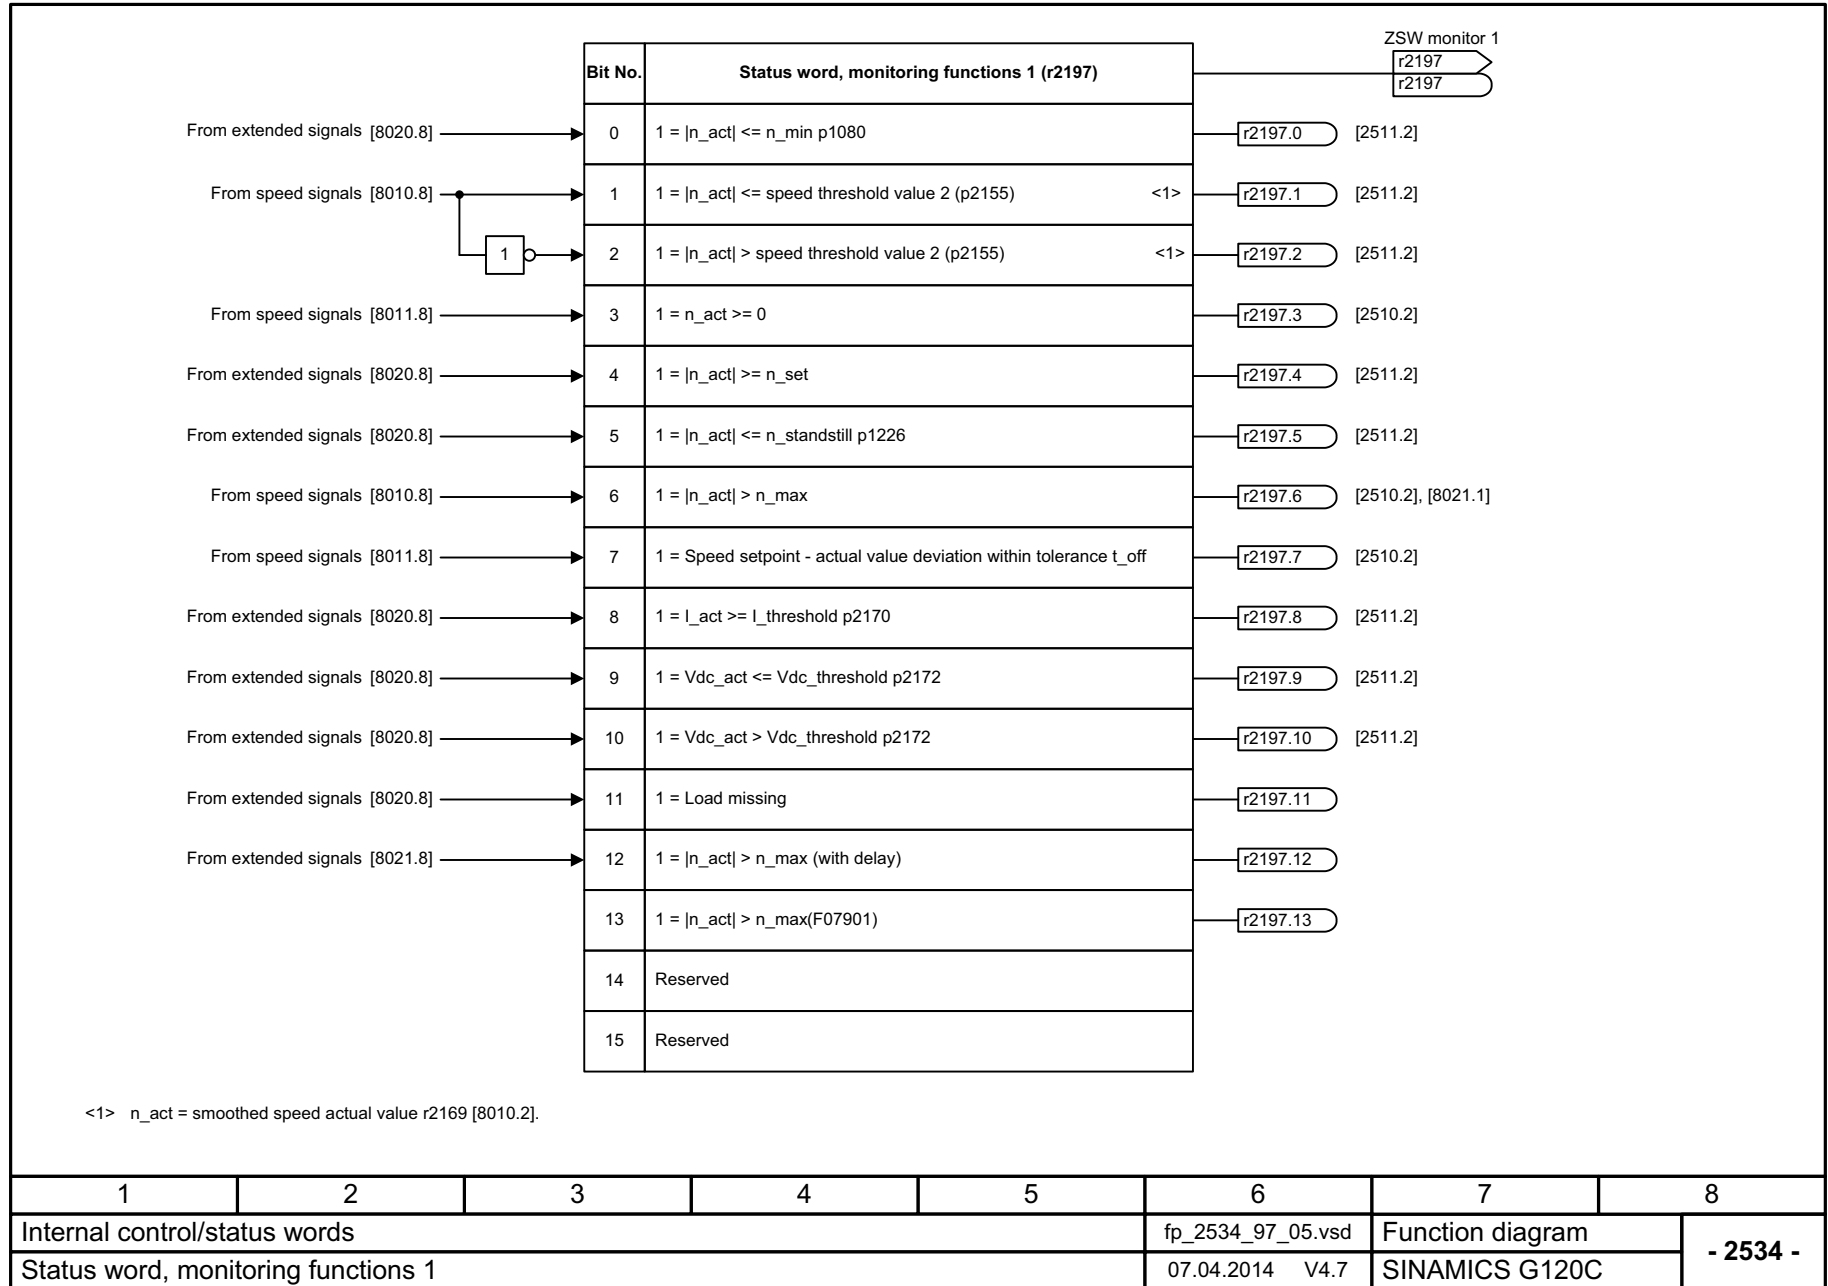 ZSW monitor 1
Bit No. Status word, monitoring functions 1 (r2197) r2197
r2197
From extended signals [8020.8] 0 1 = |n_act| <= n_min p1080 r2197.0 [2511.2]
From speed signals [8010.8] 1 1 = |n_act| <= speed threshold value 2 (p2155) <1> r2197.1 [2511.2]
1 2 1 = |n_act| > speed threshold value 2 (p2155) <1> r2197.2 [2511.2]
From speed signals [8011.8] 3 1 = n_act >= 0 r2197.3 [2510.2]
From extended signals [8020.8] 4 1 = |n_act| >= n_set r2197.4 [2511.2]
From extended signals [8020.8] 5 1 = |n_act| <= n_standstill p1226 r2197.5 [2511.2]
From speed signals [8010.8] 6 1 = |n_act| > n_max r2197.6 [2510.2], [8021.1]
From speed signals [8011.8] 7 1 = Speed setpoint - actual value deviation within tolerance t_off r2197.7 [2510.2]
From extended signals [8020.8] 8 1 = I_act >= I_threshold p2170 r2197.8 [2511.2]
From extended signals [8020.8] 9 1 = Vdc_act <= Vdc_threshold p2172 r2197.9 [2511.2]
From extended signals [8020.8] 10 1 = Vdc_act > Vdc_threshold p2172 r2197.10 [2511.2]
From extended signals [8020.8] 11 1 = Load missing r2197.11
From extended signals [8021.8] 12 1 = |n_act| > n_max (with delay) r2197.12
13 1 = |n_act| > n_max(F07901) r2197.13
14 Reserved
15 Reserved
<1> n_act = smoothed speed actual value r2169 [8010.2].
1 2 3 4 5 6 7 8
Internal control/status words fp_2534_97_05.vsd Function diagram - 2534 -
Status word, monitoring functions 1 07.04.2014 V4.7 SINAMICS G120C